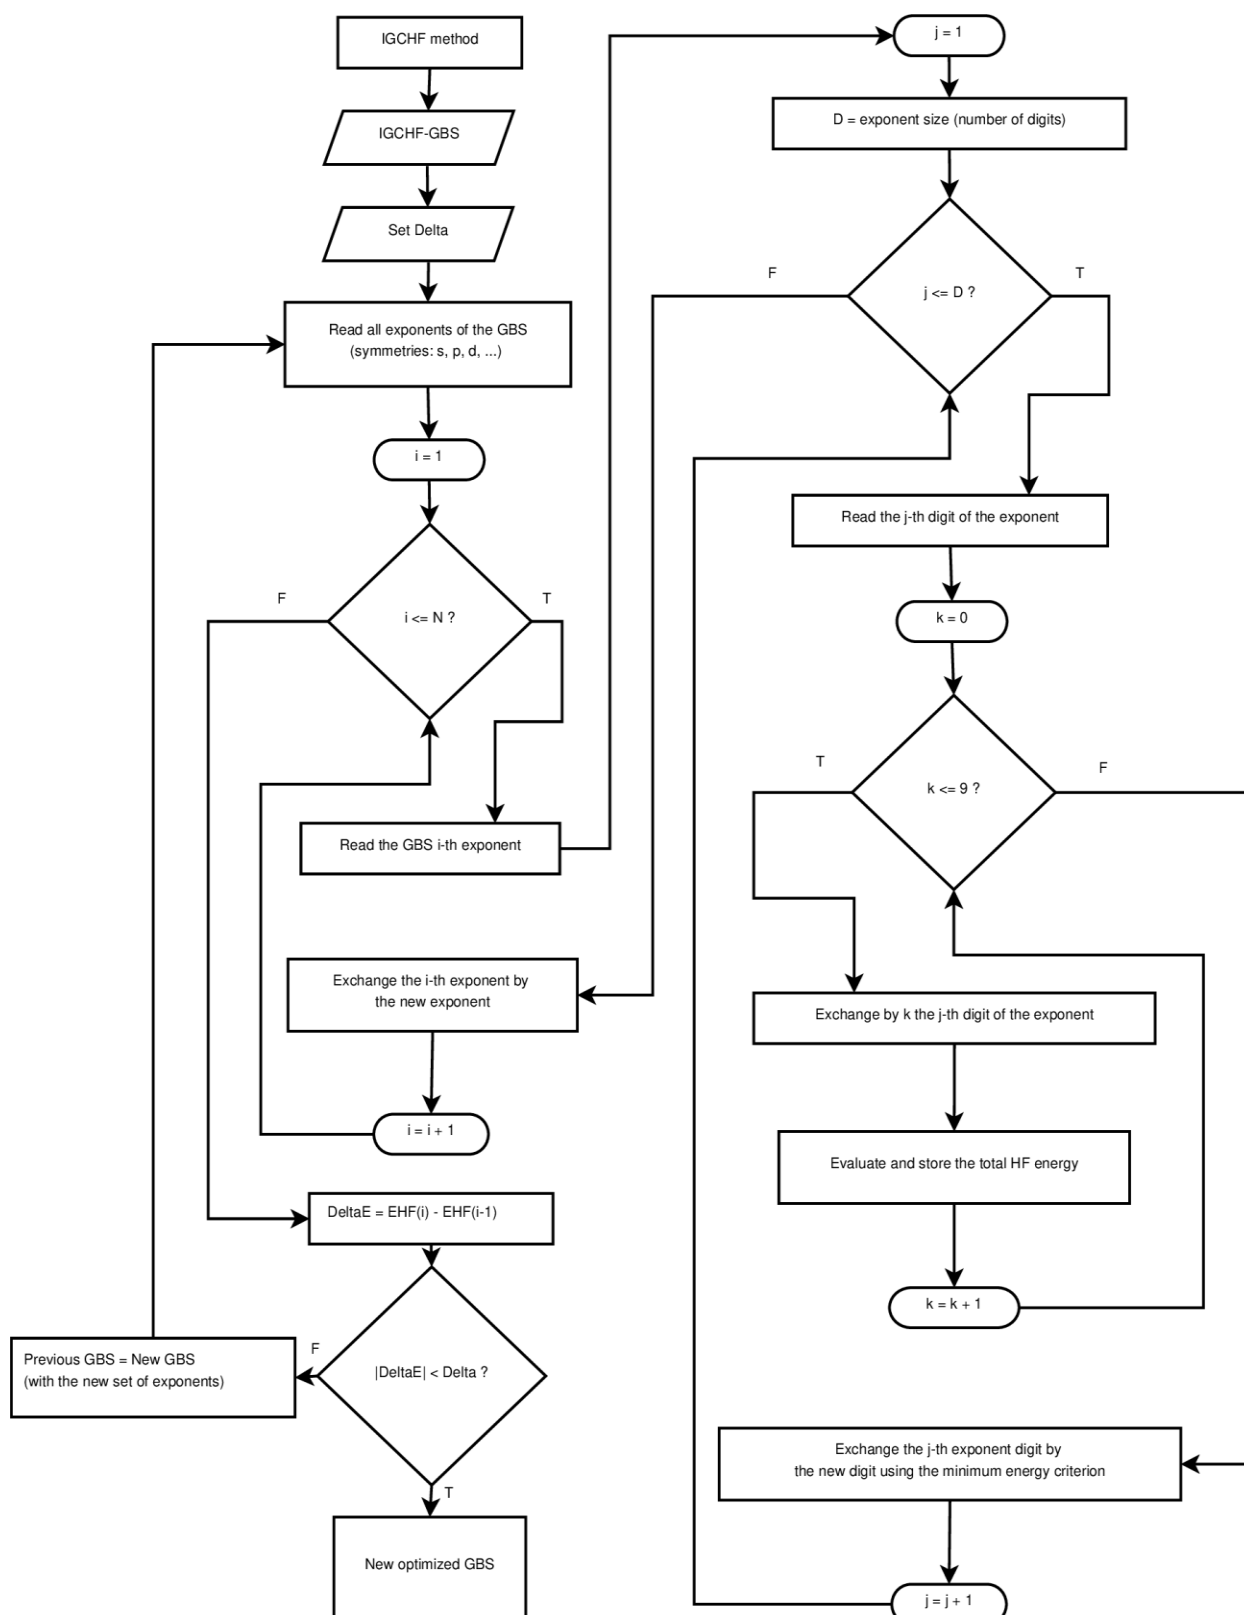 IGCHF method
IGCHF-GBS
Set Delta
Read all exponents of the GBS
(symmetries: s, p, d, ...)
i = 1
F
T
i <= N ?
Read the GBS i-th exponent
Exchange the i-th exponent by
the new exponent
i = i + 1
DeltaE = EHF(i) - EHF(i-1)
F
|DeltaE| < Delta ?
Previous GBS = New GBS
(with the new set of exponents)
T
New optimized GBS
j = 1
D = exponent size (number of digits)
F
T
j <= D ?
Read the j-th digit of the exponent
k = 0
T
F
k <= 9 ?
Exchange by k the j-th digit of the exponent
Evaluate and store the total HF energy
k = k + 1
Exchange the j-th exponent digit by
the new digit using the minimum energy criterion
j = j + 1